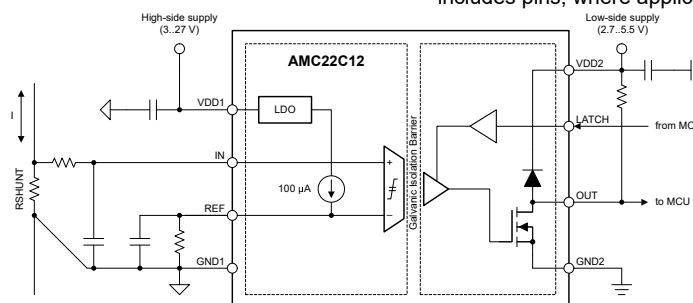 includes pins, where applic
High-side supply
(3..27 V)
Low-side supply
(2.7..5.5 V)
AMC22C12
VDD1
LDO
VDD2
LATCH
from MC
I
IN
RSHUNT
100 µA
Galvanic Isolation Barrier
OUT
to MCU
REF
GND1
GND2